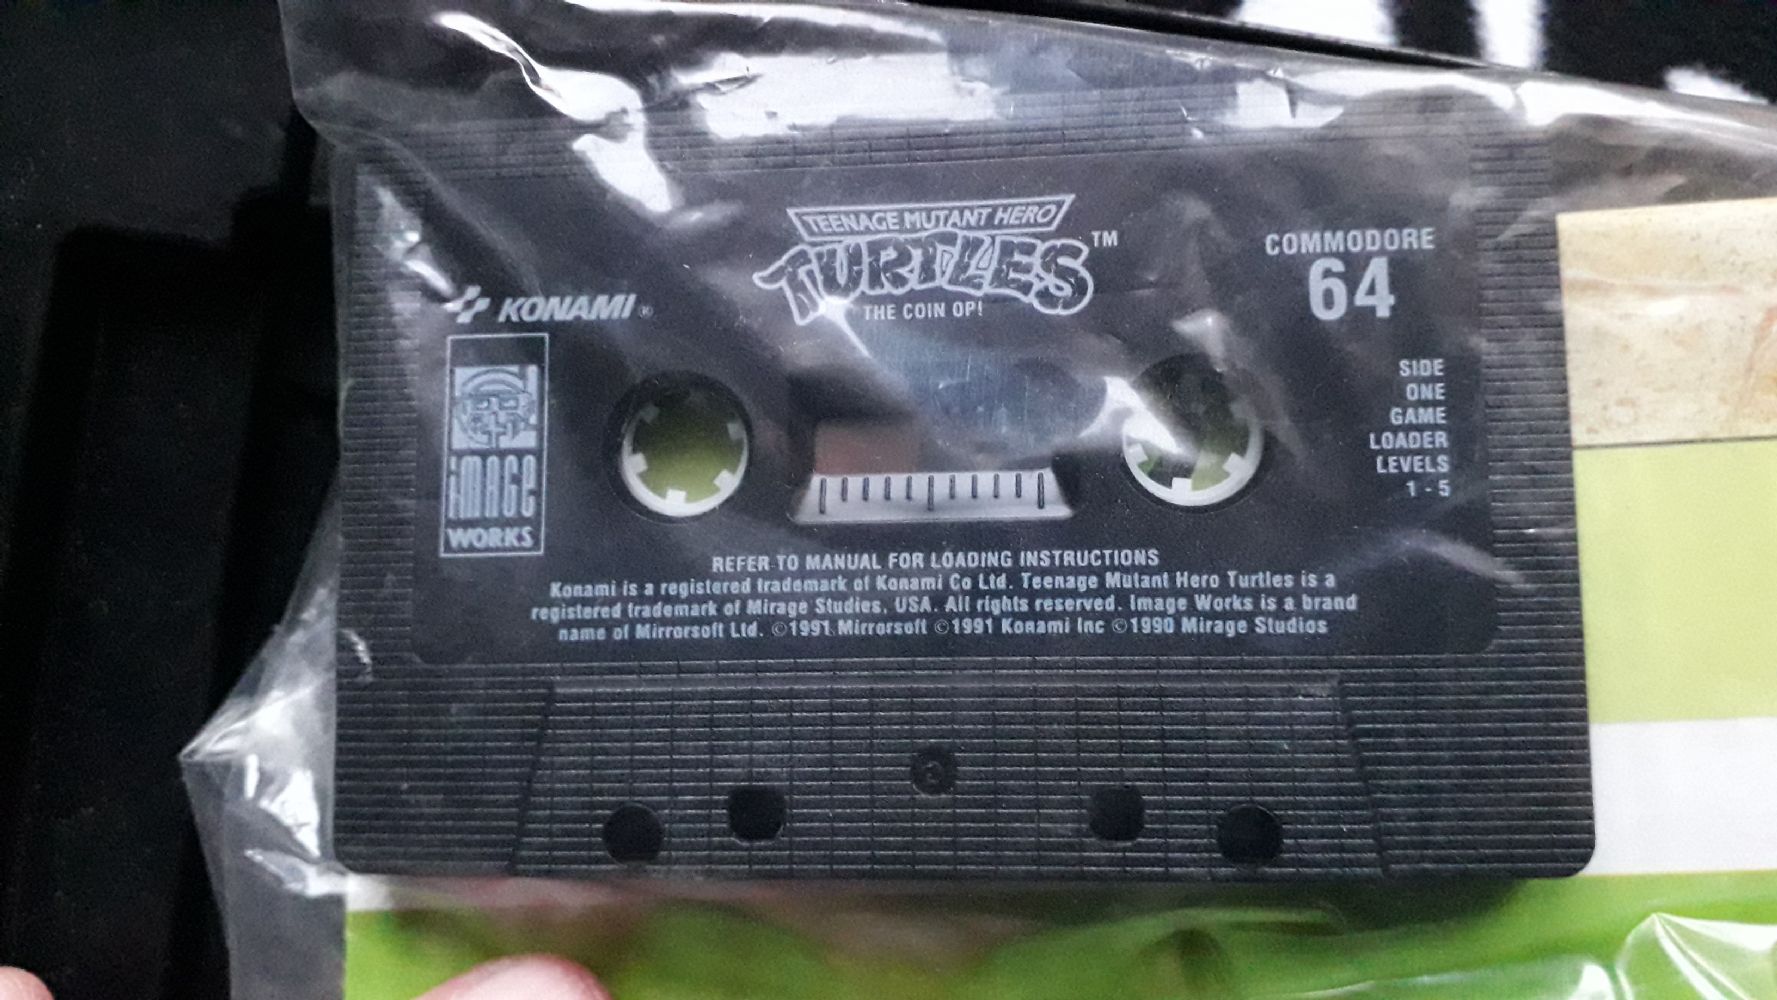 TEENAGE MUTANT HERO
TURTLES™
THE COIN OP!
KONAMI®
image
WORKS
COMMODORE
64
SIDE
ONE
GAME
LOADER
LEVELS
1 - 5
REFER TO MANUAL FOR LOADING INSTRUCTIONS
Konami is a registered trademark of Konami Co Ltd. Teenage Mutant Hero Turtles is a
registered trademark of Mirage Studios, USA. All rights reserved. Image Works is a brand
name of Mirrorsoft Ltd. ©1991 Mirrorsoft ©1991 Konami Inc ©1990 Mirage Studios